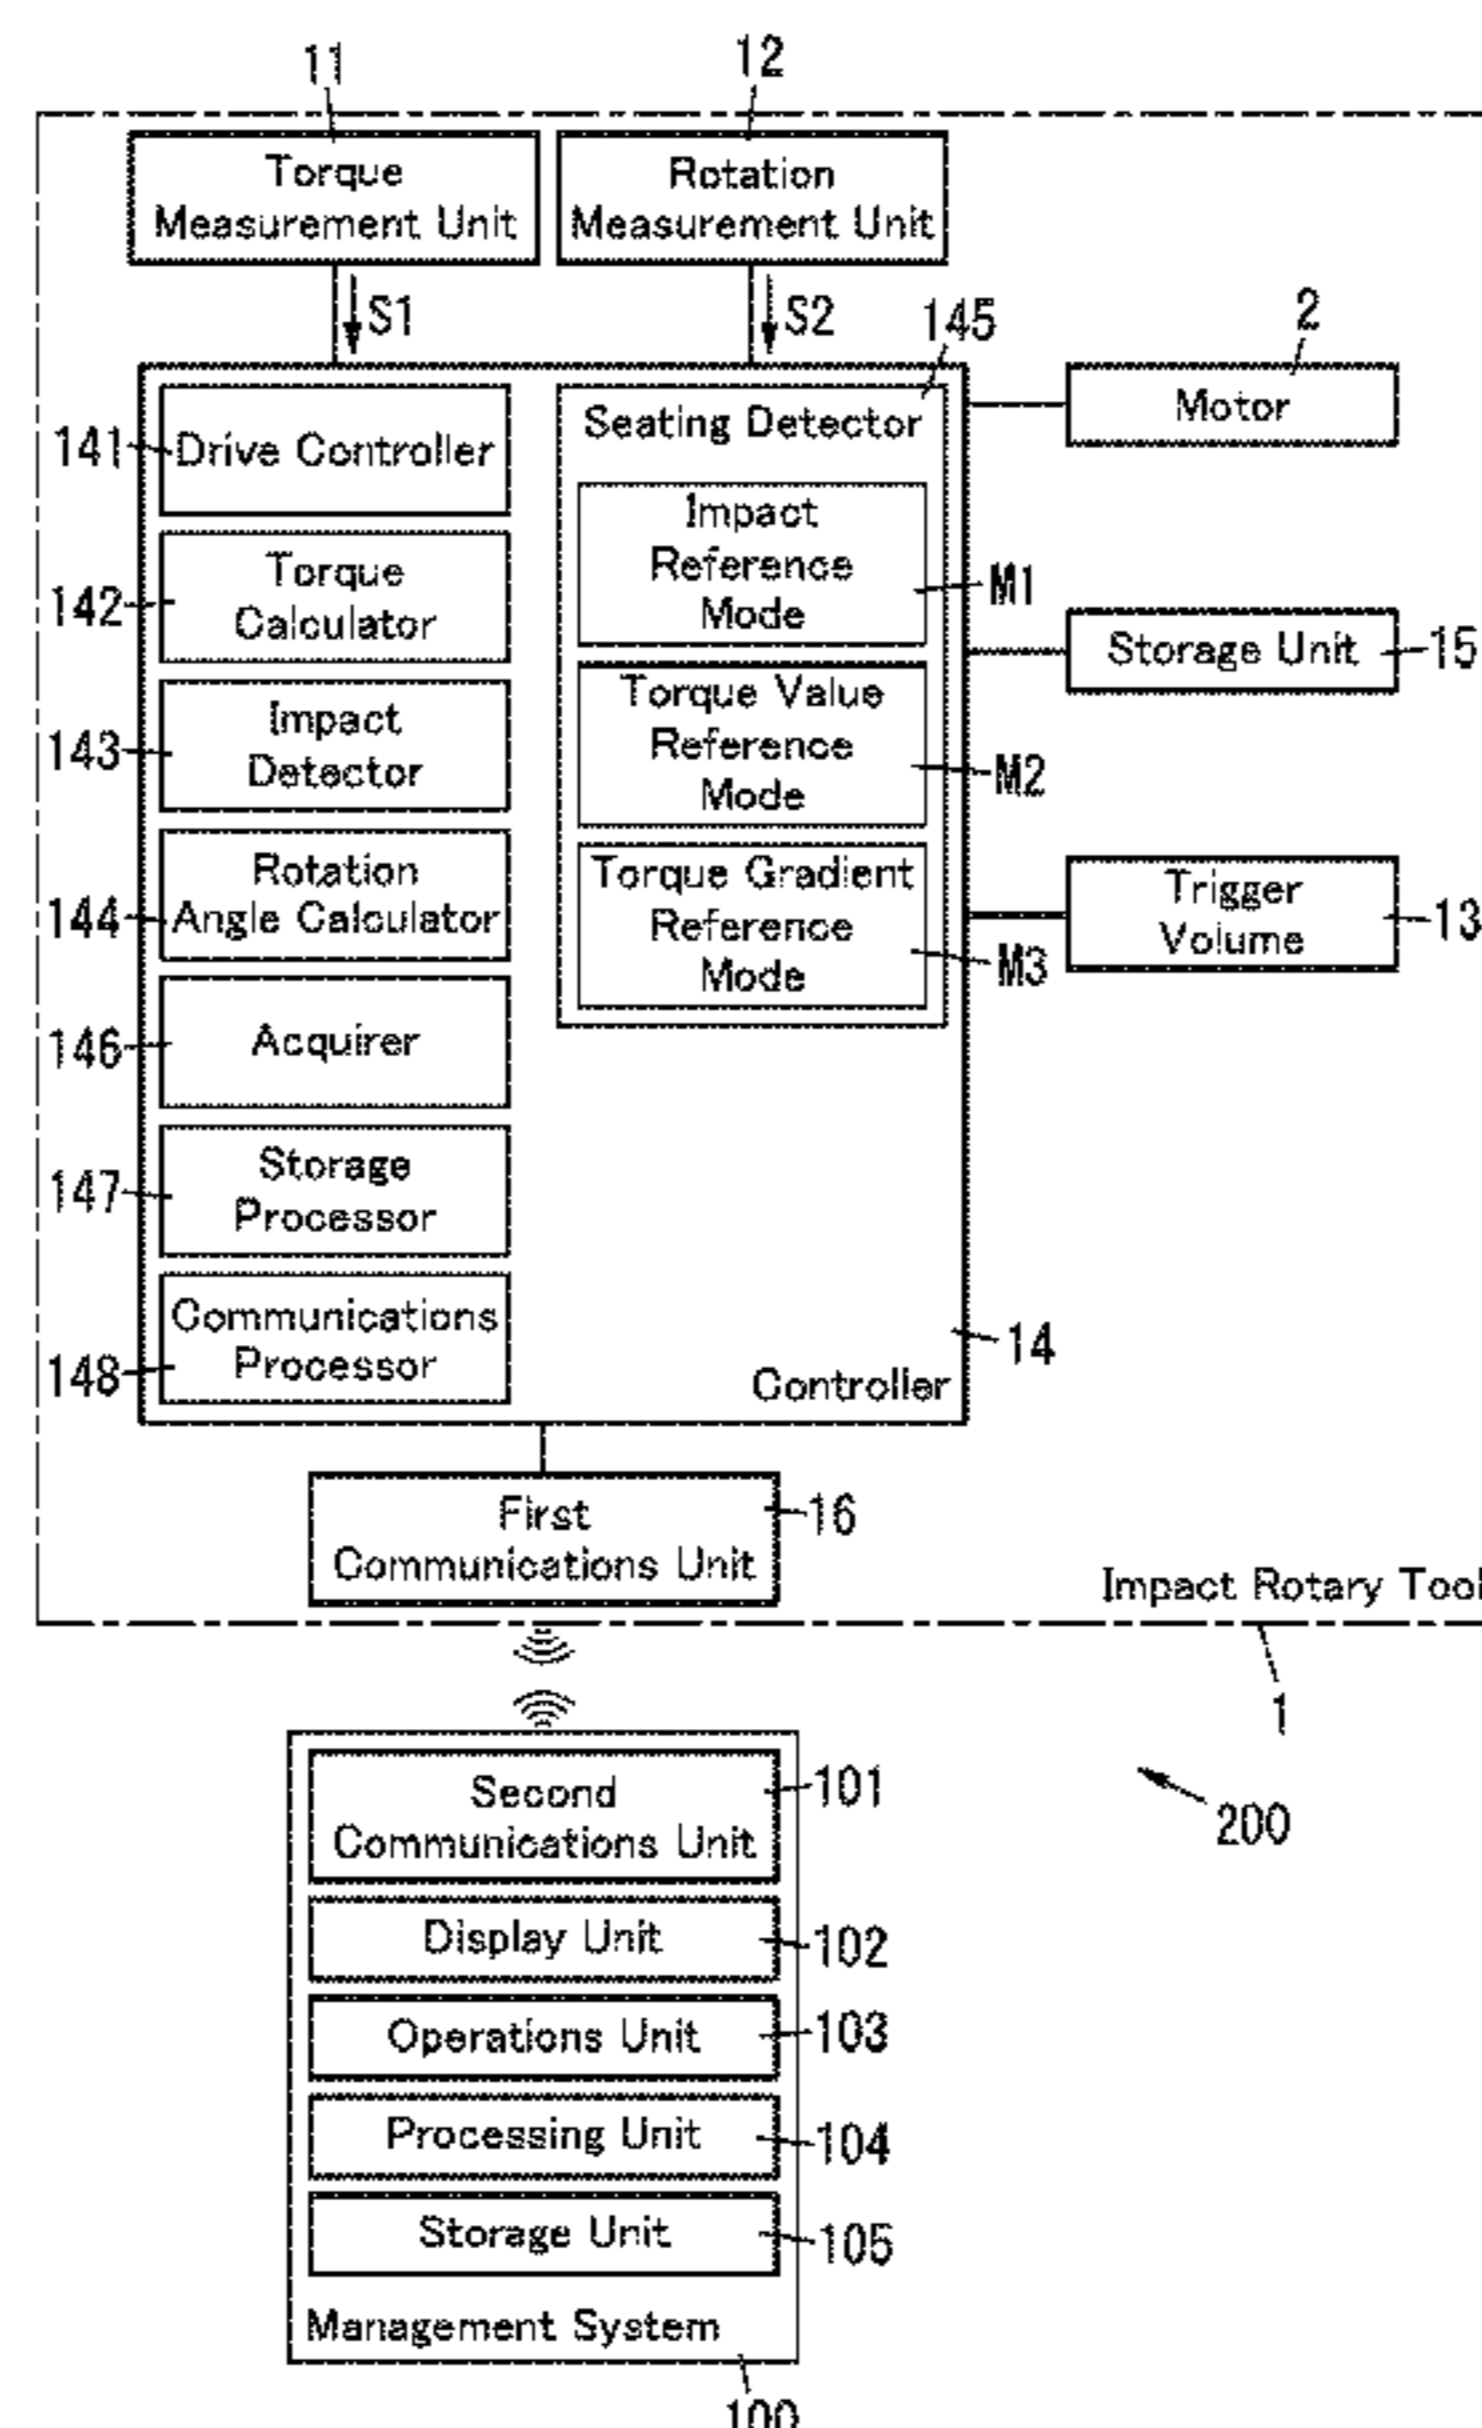 11
12
Torque
Measurement Unit
Rotation
Measurement Unit
S1
S2
145
2
Motor
141
Drive Controller
Seating Detector
Impact
Reference
Mode
M1
142
Torque
Calculator
Storage Unit
15
143
Impact
Detector
Torque Value
Reference
Mode
M2
144
Rotation
Angle Calculator
Torque Gradient
Reference
Mode
M3
Trigger
Volume
13
146
Acquirer
147
Storage
Processor
148
Communications
Processor
14
Controller
First
Communications Unit
16
Impact Rotary Tool
1
200
Second
Communications Unit
101
Display Unit
102
Operations Unit
103
Processing Unit
104
Storage Unit
105
Management System
100